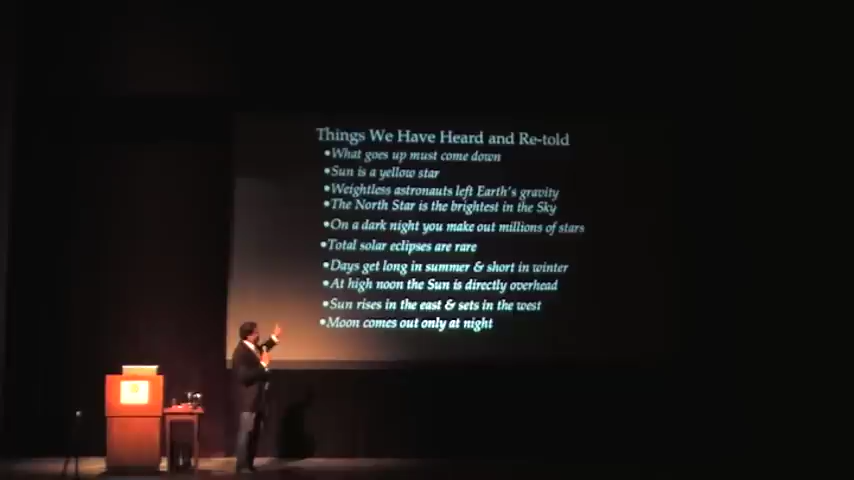 Things We Have Heard and Re-told
•What goes up must come down
•Sun is a yellow star
•Weightless astronauts left Earth's gravity
•The North Star is the brightest in the Sky
•On a dark night you make out millions of stars
•Total solar eclipses are rare
•Days get long in summer & short in winter
•At high noon the Sun is directly overhead
•Sun rises in the east & sets in the west
•Moon comes out only at night